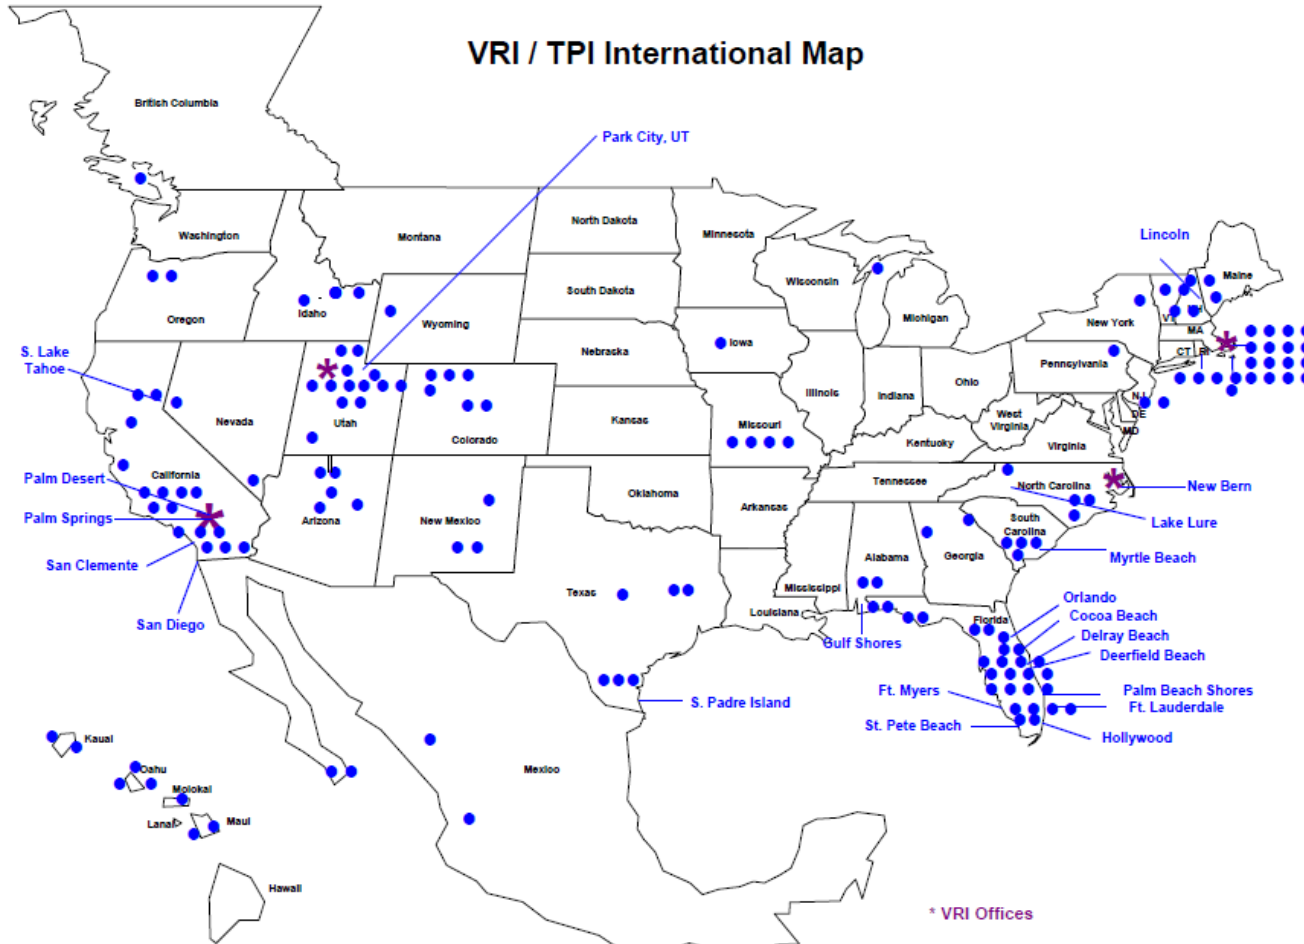 VRI / TPI International Map
British Columbia
Park City, UT
Washington
Montana
North Dakota
Minnesota
Lincoln
Wisconsin
Maine
South Dakota
Idaho
Oregon
Wyoming
Michigan
New York
VT
NH
MA
S. Lake
Tahoe
Nebraska
Iowa
CT
RI
Pennsylvania
Nevada
Utah
Illinois
Indiana
Ohio
NJ
DE
MD
Kansas
Colorado
Missouri
West
Virginia
Kentucky
Virginia
California
Palm Desert
Tennessee
North Carolina
New Bern
Palm Springs
Arizona
New Mexico
Oklahoma
Arkansas
South
Carolina
Lake Lure
San Clemente
Alabama
Georgia
Myrtle Beach
Texas
Mississippi
Louisiana
San Diego
Gulf Shores
Florida
Orlando
Cocoa Beach
Delray Beach
Deerfield Beach
S. Padre Island
Ft. Myers
Palm Beach Shores
Ft. Lauderdale
St. Pete Beach
Hollywood
Kauai
Oahu
Mexico
Molokai
Lanai
Maui
Hawaii
* VRI Offices